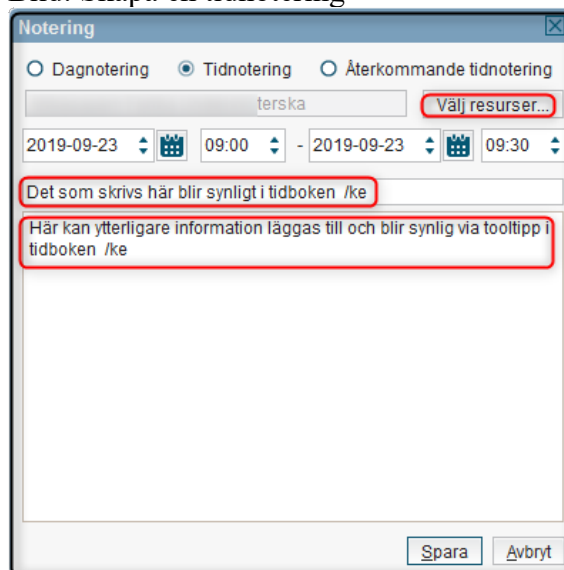 Notering
Dagnotering Tidnotering Återkommande tidnotering
terska Välj resurser...
2019-09-23 09:00 - 2019-09-23 09:30
Det som skrivs här blir synligt i tidboken /ke
Här kan ytterligare information läggas till och blir synlig via tooltipp i
tidboken /ke
Spara Avbryt